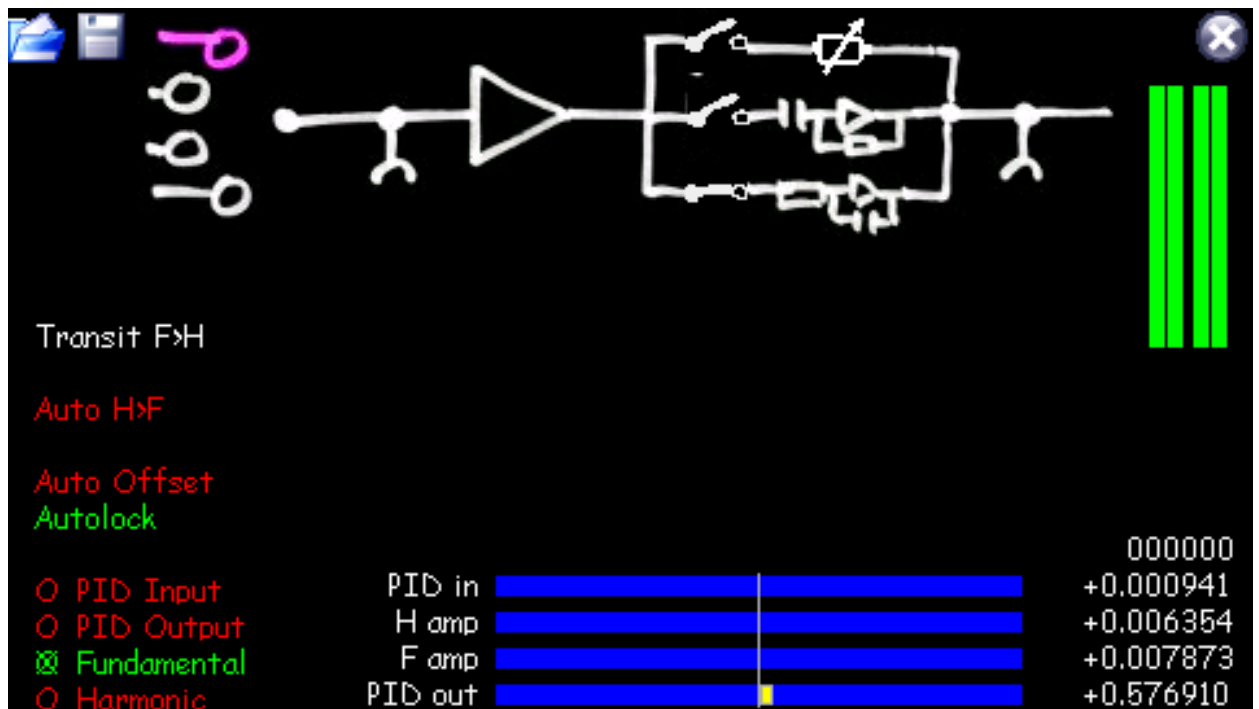 Transit F>H
Auto H>F
Auto Offset
Autolock
000000
PID Input PID in +0.000941
PID Output H amp +0.006354
Fundamental F amp +0.007873
Harmonic PID out +0.576910